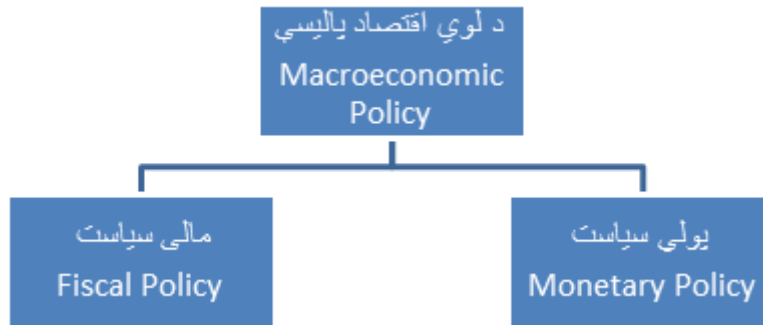 د لوي اقتصاد پالیسي
Macroeconomic
Policy
مالی سیاست
Fiscal Policy
پولي سیاست
Monetary Policy